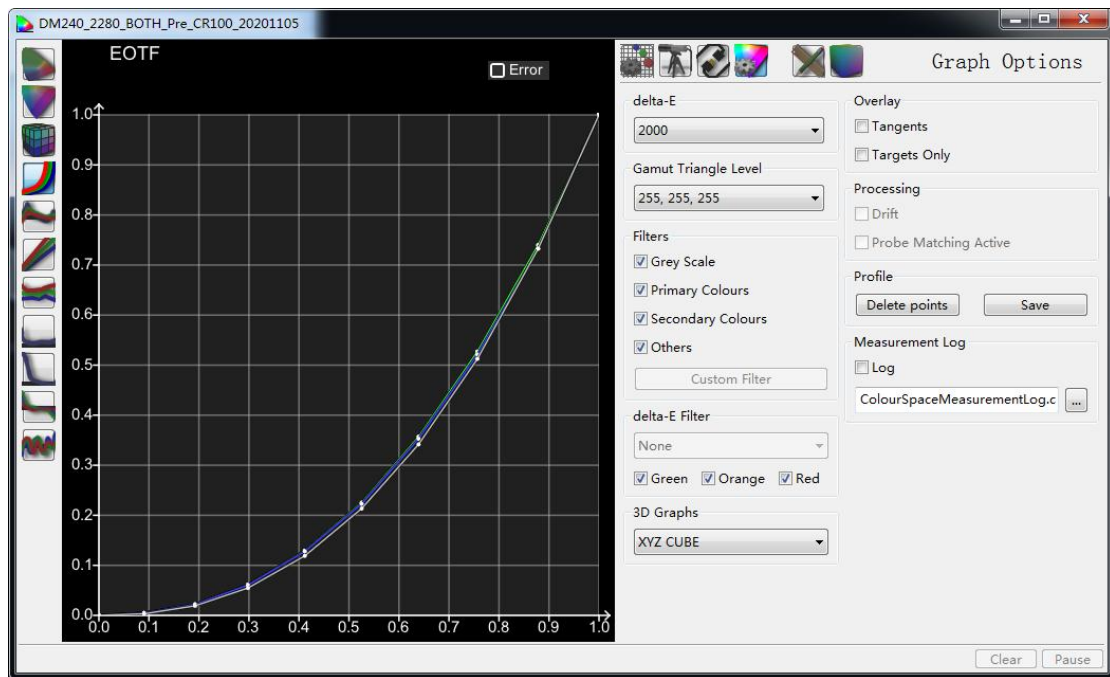 DM240_2280_BOTH_Pre_CR100_20201105
EOTF
Error
1.0
0.9
0.8
0.7
0.6
0.5
0.4
0.3
0.2
0.1
0.0
0.0 0.1 0.2 0.3 0.4 0.5 0.6 0.7 0.8 0.9 1.0
Graph Options
delta-E
2000
Gamut Triangle Level
255, 255, 255
Filters
Grey Scale
Primary Colours
Secondary Colours
Others
Custom Filter
delta-E Filter
None
Green Orange Red
3D Graphs
XYZ CUBE
Overlay
Tangents
Targets Only
Processing
Drift
Probe Matching Active
Profile
Delete points Save
Measurement Log
Log
ColourSpaceMeasurementLog.c ...
Clear Pause